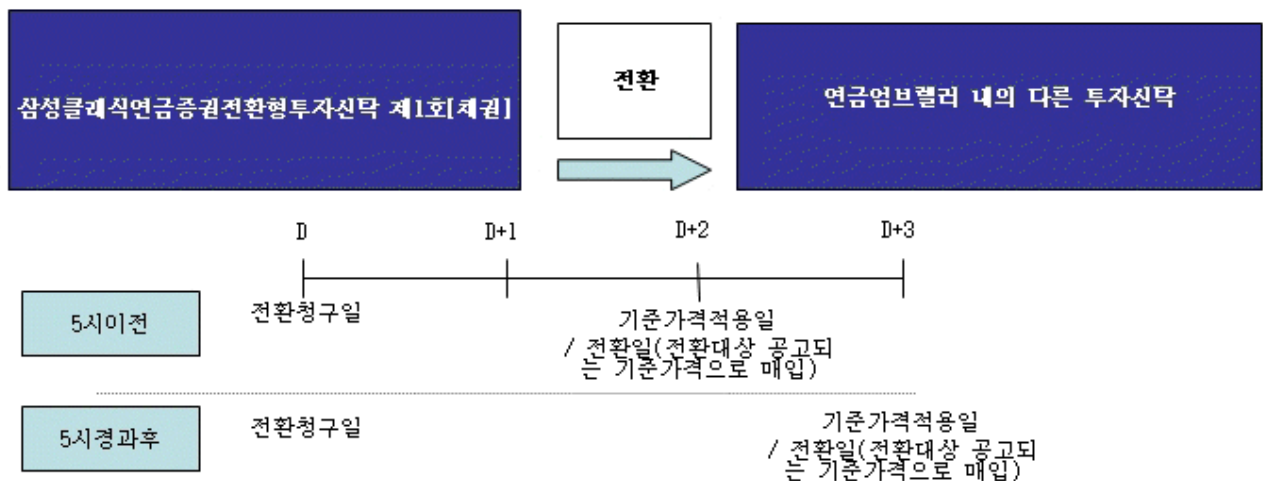 삼성클래식연금증권전환형투자신탁 제1호[채권]
전환
연금엄브렐러 내의 다른 투자신탁
D
D+1
D+2
D+3
5시이전
전환청구일
기준가격적용일
/ 전환일(전환대상 공고되
는 기준가격으로 매입)
5시경과후
전환청구일
기준가격적용일
/ 전환일(전환대상 공고되
는 기준가격으로 매입)